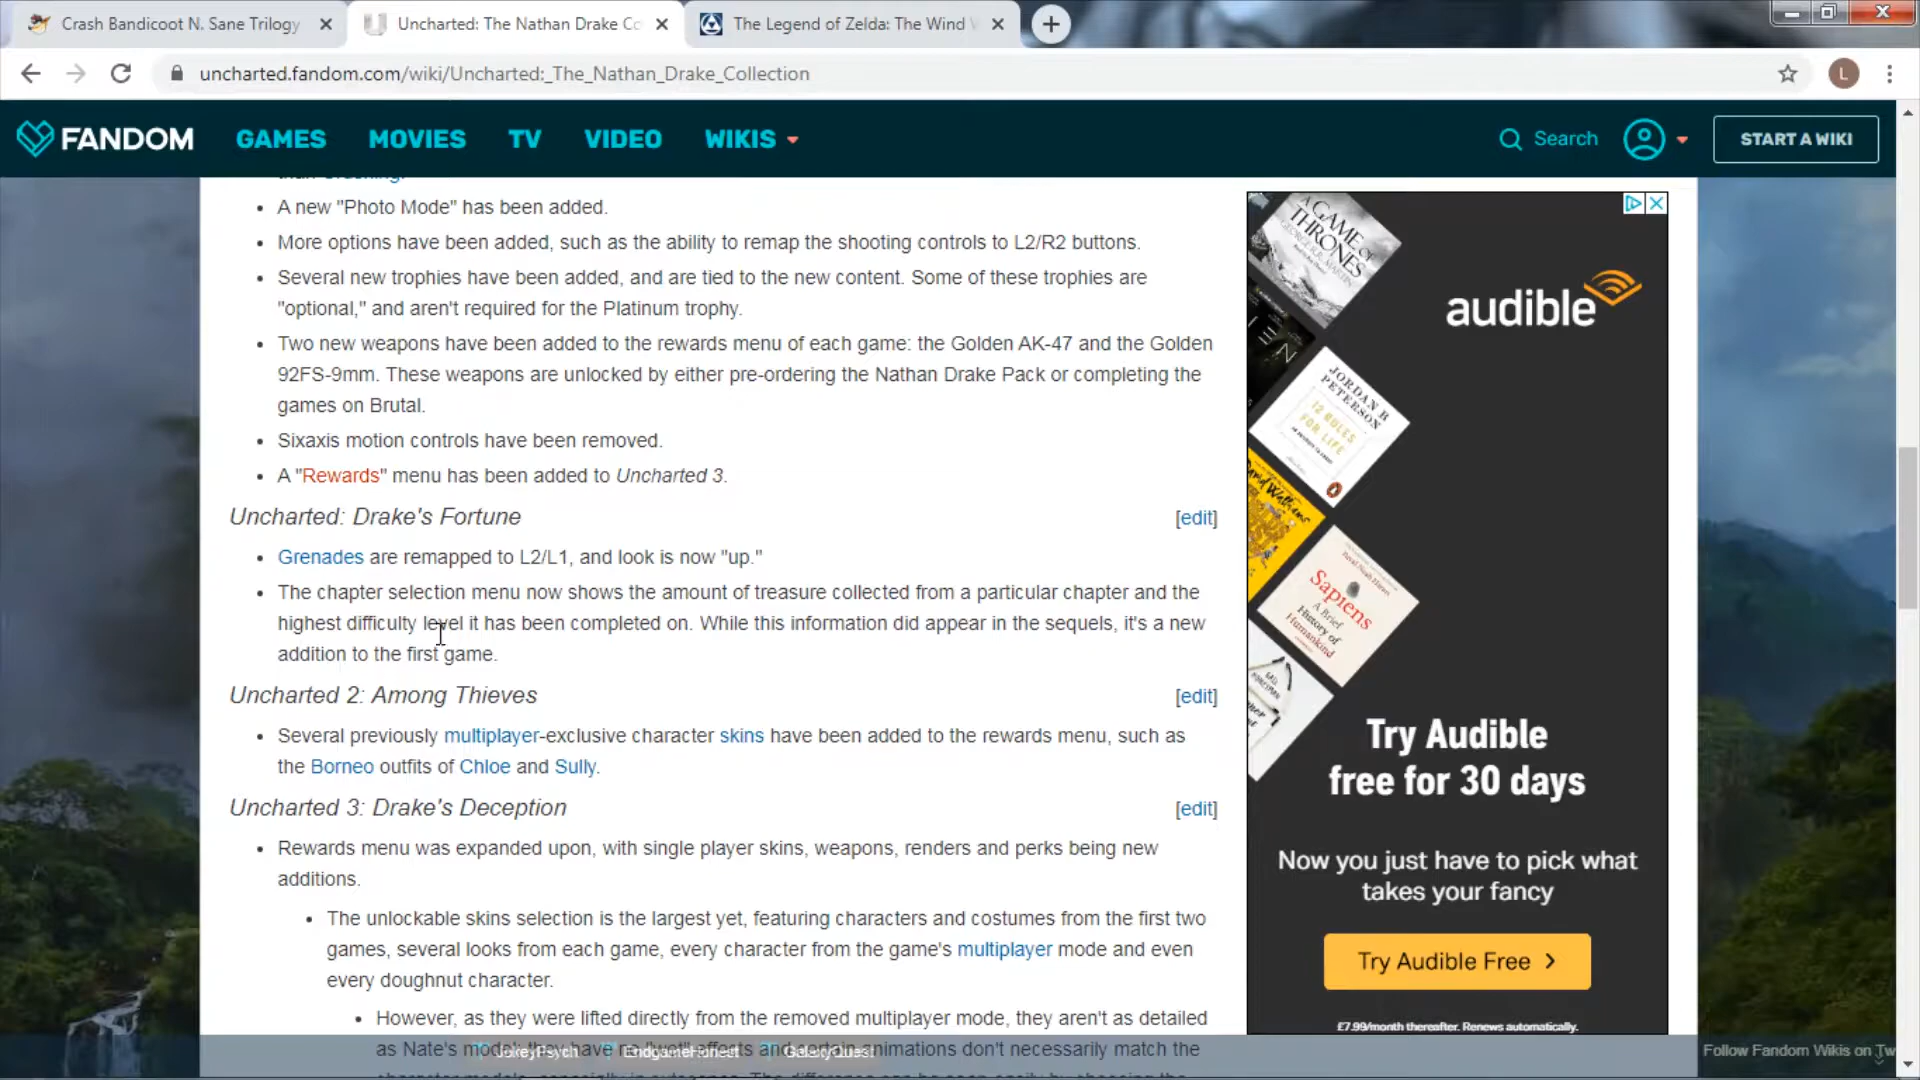 Crash Bandicoot N. Sane Trilogy
Uncharted: The Nathan Drake Co
The Legend of Zelda: The Wind
uncharted.fandom.com/wiki/Uncharted:_The_Nathan_Drake_Collection
L
FANDOM GAMES MOVIES TV VIDEO WIKIS Search START A WIKI
than Crushing.
• A new "Photo Mode" has been added.
• More options have been added, such as the ability to remap the shooting controls to L2/R2 buttons.
• Several new trophies have been added, and are tied to the new content. Some of these trophies are
"optional," and aren't required for the Platinum trophy.
• Two new weapons have been added to the rewards menu of each game: the Golden AK-47 and the Golden
92FS-9mm. These weapons are unlocked by either pre-ordering the Nathan Drake Pack or completing the
games on Brutal.
• Sixaxis motion controls have been removed.
• A "Rewards" menu has been added to Uncharted 3.
Uncharted: Drake's Fortune [edit]
• Grenades are remapped to L2/L1, and look is now "up."
• The chapter selection menu now shows the amount of treasure collected from a particular chapter and the
highest difficulty level it has been completed on. While this information did appear in the sequels, it's a new
addition to the first game.
Uncharted 2: Among Thieves [edit]
• Several previously multiplayer-exclusive character skins have been added to the rewards menu, such as
the Borneo outfits of Chloe and Sully.
Uncharted 3: Drake's Deception [edit]
• Rewards menu was expanded upon, with single player skins, weapons, renders and perks being new
additions.
• The unlockable skins selection is the largest yet, featuring characters and costumes from the first two
games, several looks from each game, every character from the game's multiplayer mode and even
every doughnut character.
• However, as they were lifted directly from the removed multiplayer mode, they aren't as detailed
as Nate's model; they have no "wet" effects and certain animations don't necessarily match the
JokeyPsych EndgameHonest GalaxyQuest
Follow Fandom Wikis on Tw
A GAME
OF
THRONES
GEORGE R.R. MARTIN
JORDAN B
PETERSON
12 RULES
FOR LIFE
David Walliams
Sapiens
A Brief
History of
Humankind
Yuval Noah Harari
audible
Try Audible
free for 30 days
Now you just have to pick what
takes your fancy
Try Audible Free >
£7.99/month thereafter. Renews automatically.